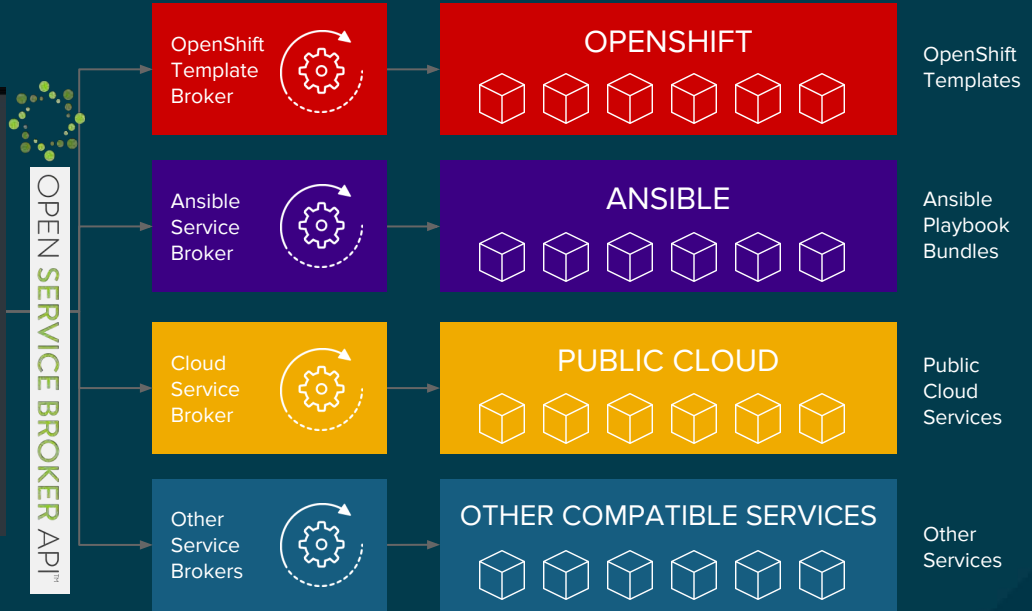 OPEN SERVICE BROKER API™
OpenShift
Template
Broker
OPENSHIFT
OpenShift
Templates
Ansible
Service
Broker
ANSIBLE
Ansible
Playbook
Bundles
Cloud
Service
Broker
PUBLIC CLOUD
Public
Cloud
Services
Other
Service
Brokers
OTHER COMPATIBLE SERVICES
Other
Services